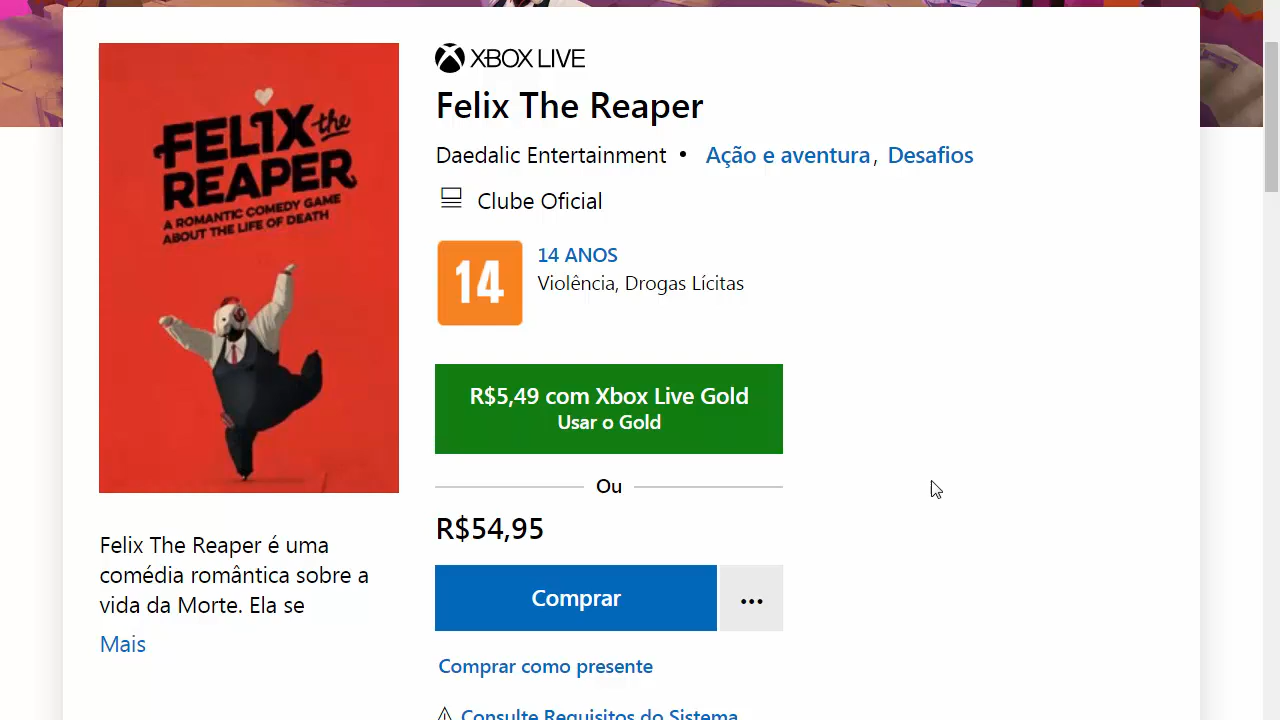 FELIX the
REAPER
A ROMANTIC COMEDY GAME
ABOUT THE LIFE OF DEATH
XBOX LIVE
Felix The Reaper
Daedalic Entertainment • Ação e aventura, Desafios
Clube Oficial
14
14 ANOS
Violência, Drogas Lícitas
R$5,49 com Xbox Live Gold
Usar o Gold
Ou
R$54,95
Comprar
...
Comprar como presente
Consulte Requisitos do Sistema
Felix The Reaper é uma
comédia romântica sobre a
vida da Morte. Ela se
Mais